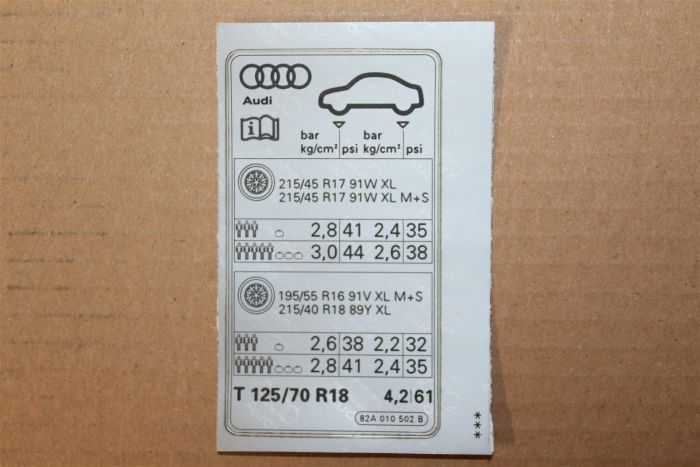 Audi
bar bar
kg/cm² psi kg/cm² psi
215/45 R17 91W XL
215/45 R17 91W XL M+S
2,8 41 2,4 35
3,0 44 2,6 38
195/55 R16 91V XL M+S
215/40 R18 89Y XL
2,6 38 2,2 32
2,8 41 2,4 35
T 125/70 R18 4,2 61
82A 010 502 B
***